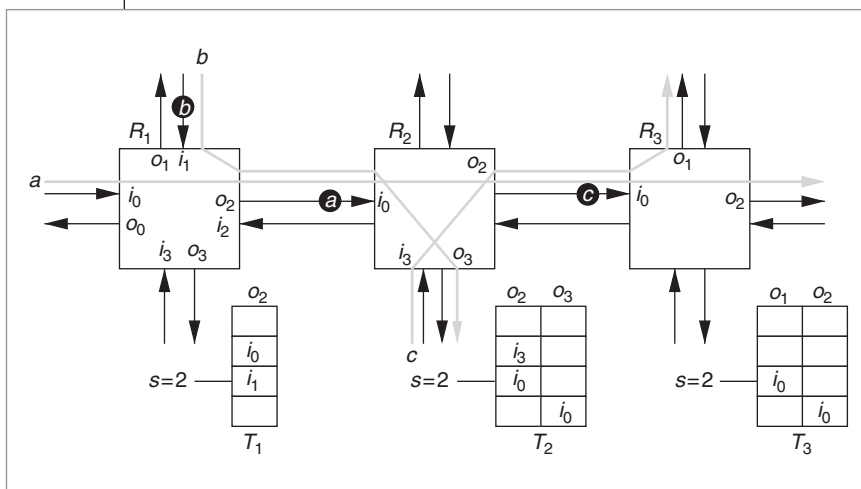 b
b
R1 R2 R3
o1 i1 o2 o1
a
i0 o2 a i0 c i0 o2
o0 i2
i3 o3 i3 o3
o2 c o2 o3 o1 o2
i0 i3
s=2 i1 s=2 i0 s=2 i0
i0 i0
T1 T2 T3